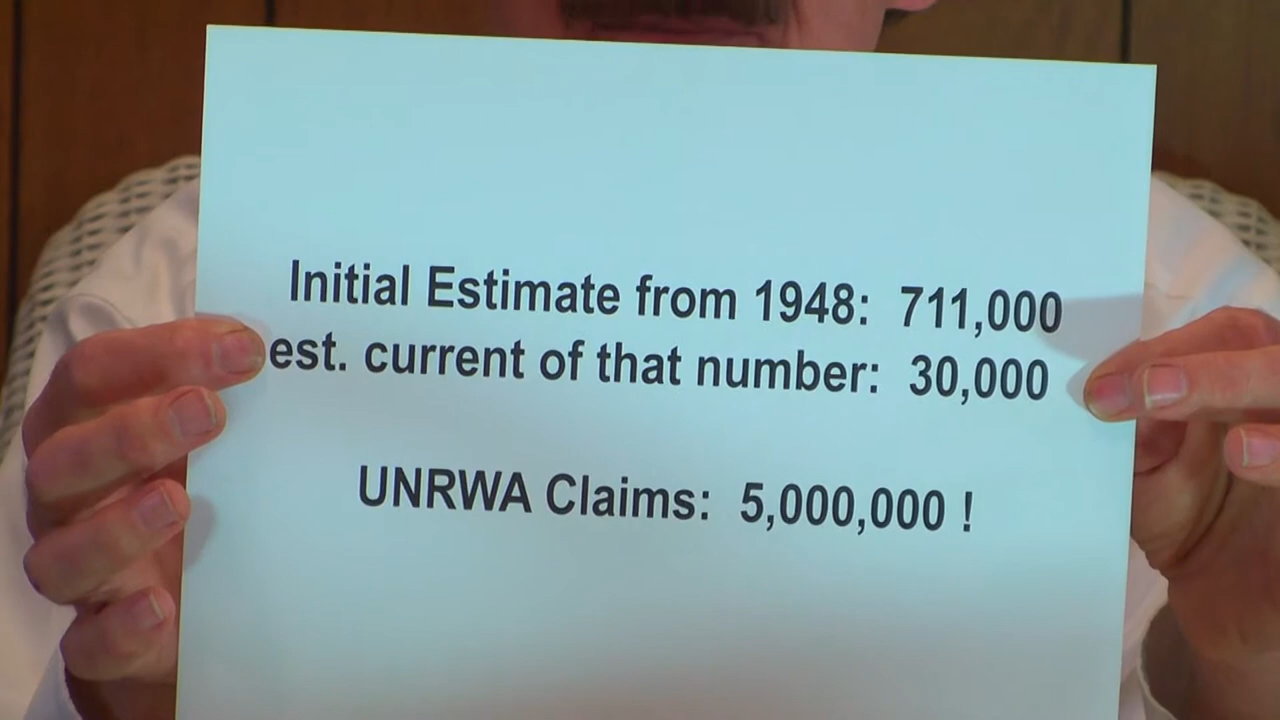 Initial Estimate from 1948: 711,000
est. current of that number: 30,000
UNRWA Claims: 5,000,000 !